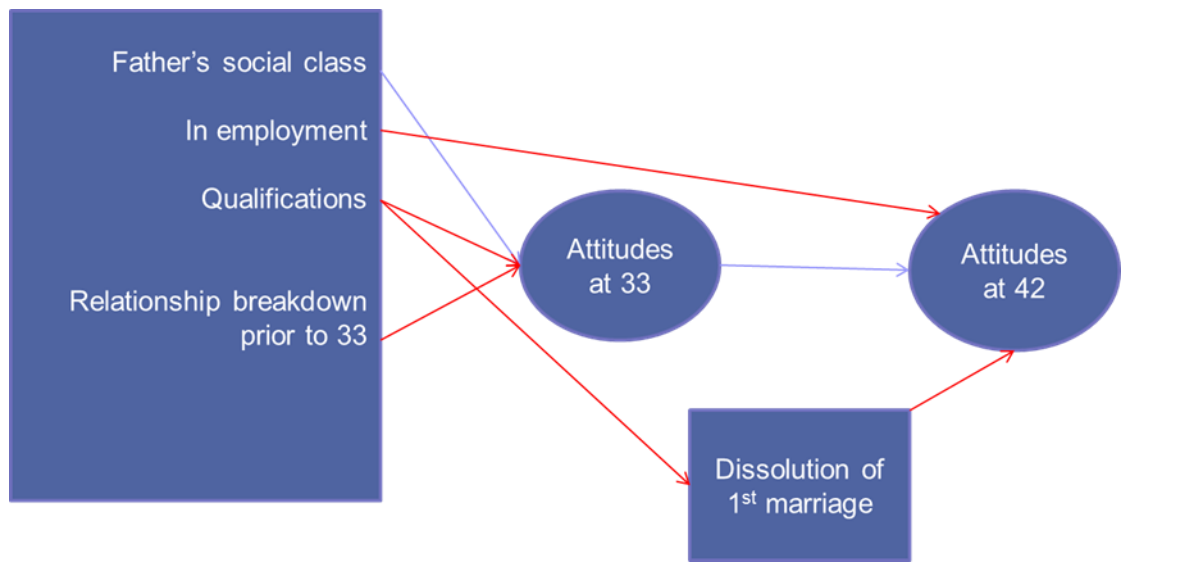 Father’s social class
In employment
Qualifications
Relationship breakdown
prior to 33
Attitudes
at 33
Attitudes
at 42
Dissolution of
1st marriage